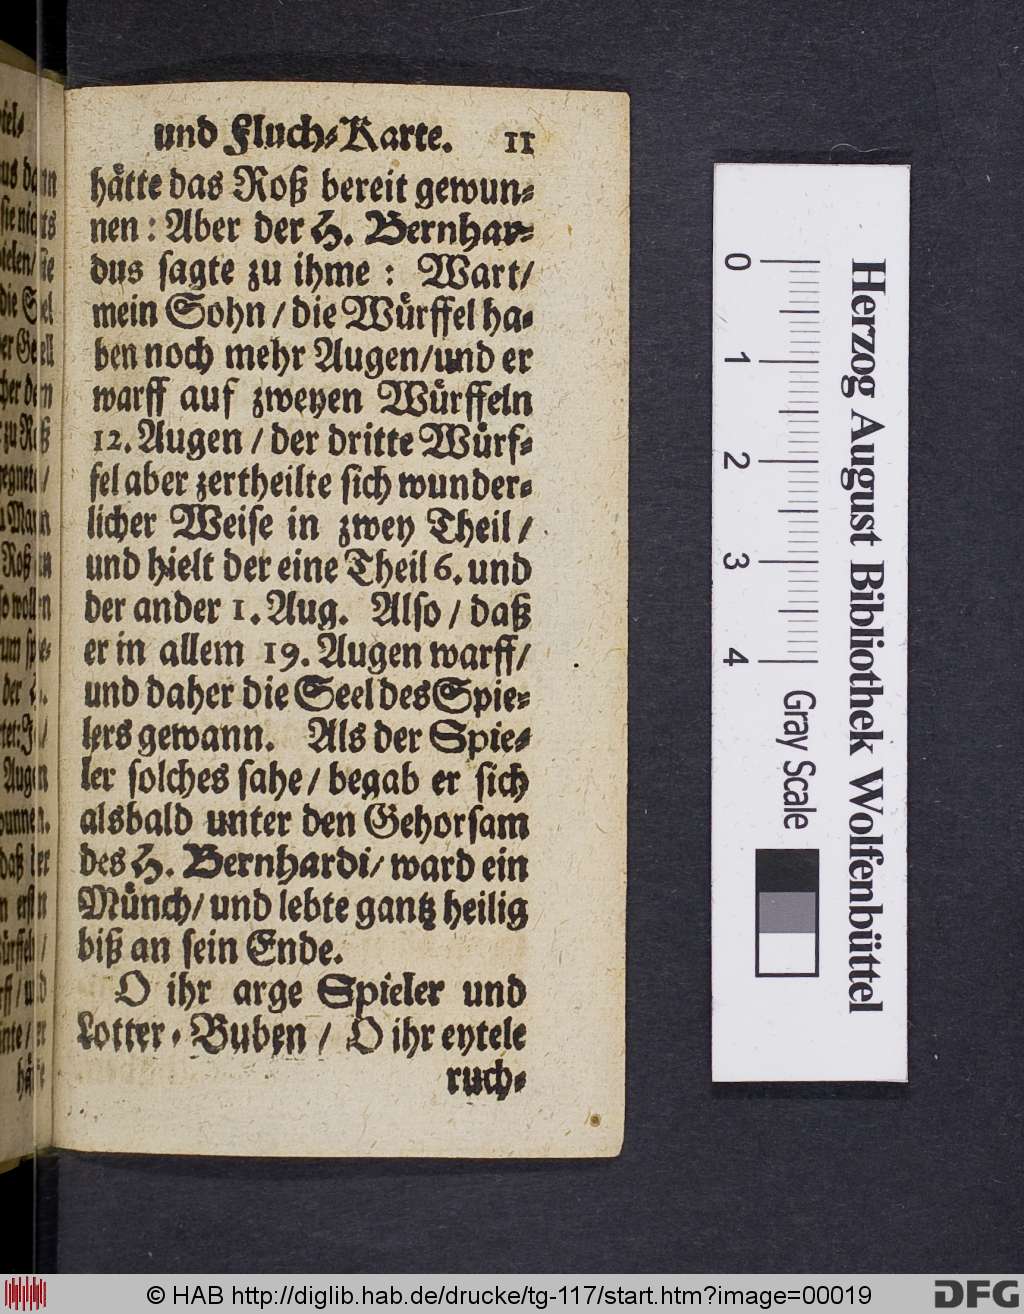 und Fluch-Karte. 11
hätte das Roß bereit gewun-
nen: Aber der H. Bernhar-
dus sagte zu ihme: Wart/
mein Sohn/ die Würffel ha-
ben noch mehr Augen/ und er
warff auf zweyen Würffeln
12. Augen/ der dritte Würf-
fel aber zertheilte sich wunder-
licher Weise in zwey Theil/
und hielt der eine Theil 6. und
der ander 1. Aug. Also/ daß
er in allem 19. Augen warff/
und daher die Seel des Spie-
lers gewann. Als der Spie-
ler solches sahe/ begab er sich
alsbald unter den Gehorsam
des H. Bernhardi/ ward ein
Münch/ und lebte gantz heilig
biß an sein Ende.
O ihr arge Spieler und
Lotter-Buben/ O ihr eytele
ruch-
Herzog August Bibliothek Wolfenbüttel
0 1 2 3 4
Gray Scale
© HAB http://diglib.hab.de/drucke/tg-117/start.htm?image=00019
DFG